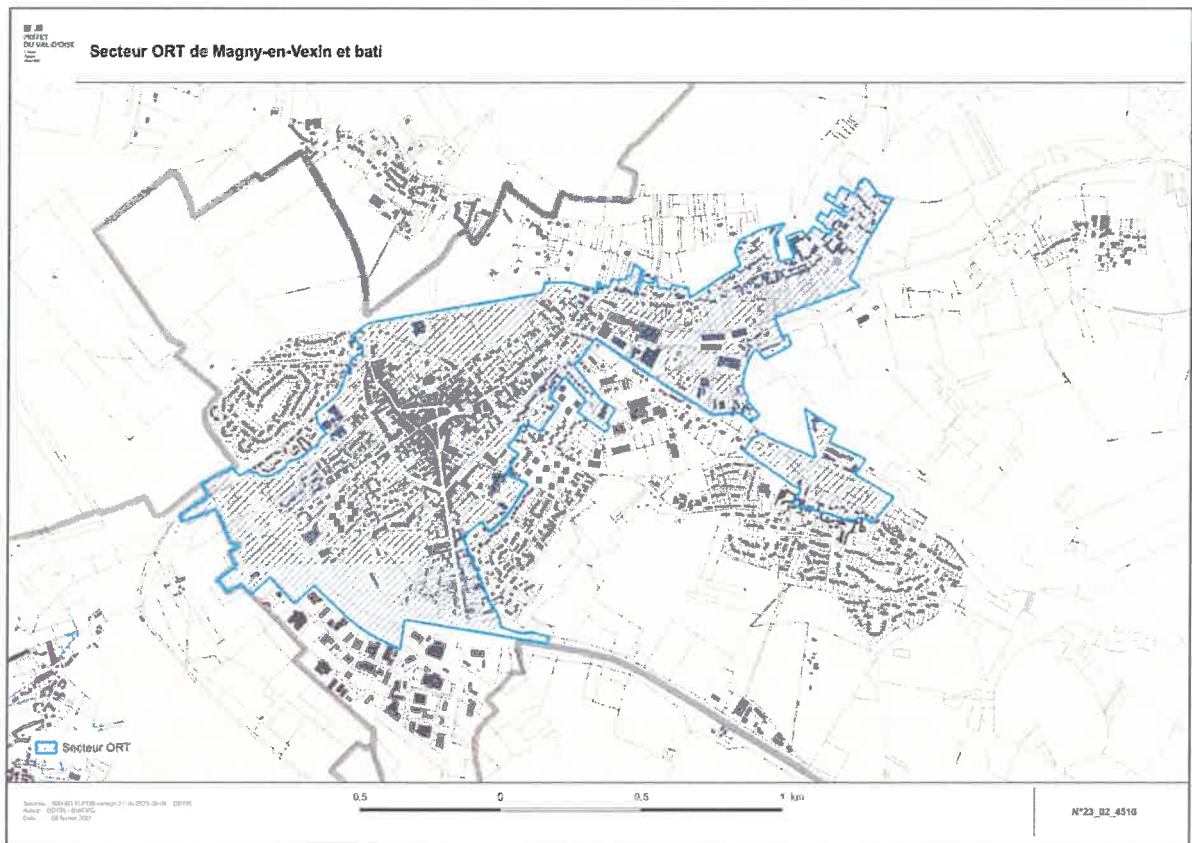 PRÉFET
DU VAL-D'OISE
Secteur ORT de Magny-en-Vexin et bati
Secteur ORT
0,5 0 0,5 1 km
N°23_02_4516